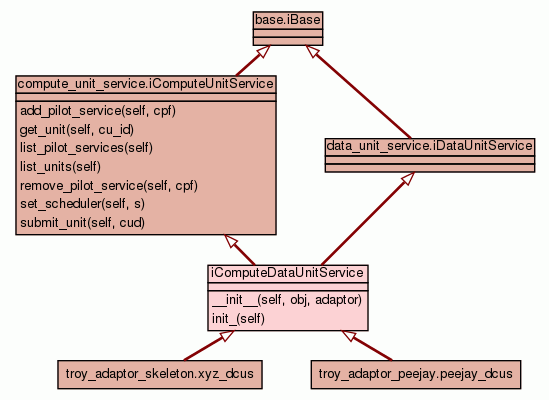 base.iBase
compute_unit_service.iComputeUnitService
add_pilot_service(self, cpf)
get_unit(self, cu_id)
list_pilot_services(self)
list_units(self)
remove_pilot_service(self, cpf)
set_scheduler(self, s)
submit_unit(self, cud)
data_unit_service.iDataUnitService
iComputeDataUnitService
__init__(self, obj, adaptor)
init_(self)
troy_adaptor_skeleton.xyz_dcus
troy_adaptor_peejay.peejay_dcus